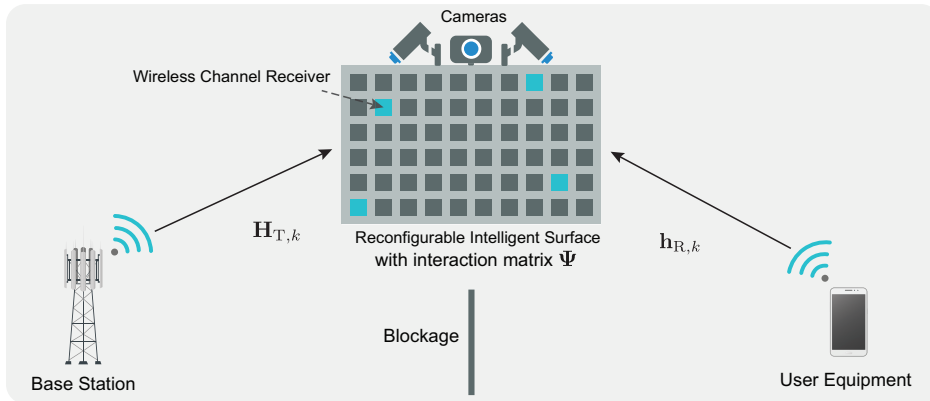 Cameras
Wireless Channel Receiver
H_{T,k}
Reconfigurable Intelligent Surface
with interaction matrix Ψ
h_{R,k}
Blockage
Base Station
User Equipment